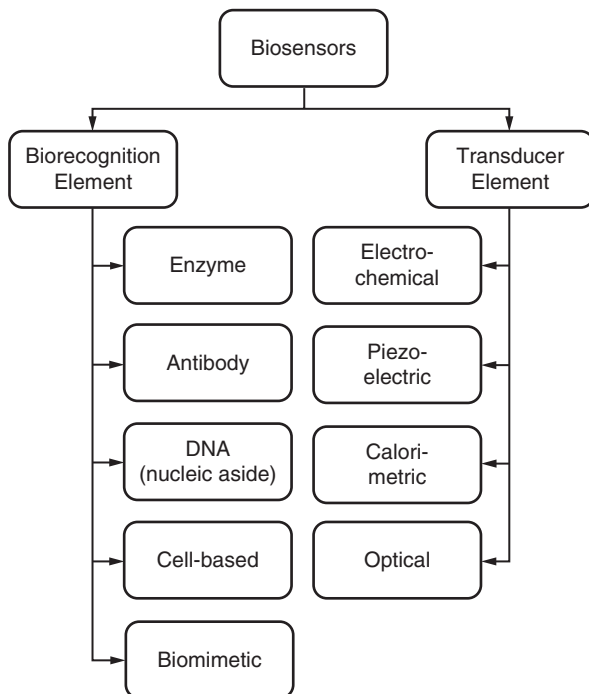 Biosensors
Biorecognition
Element
Transducer
Element
Enzyme
Electro-
chemical
Antibody
Piezo-
electric
DNA
(nucleic aside)
Calori-
metric
Cell-based
Optical
Biomimetic